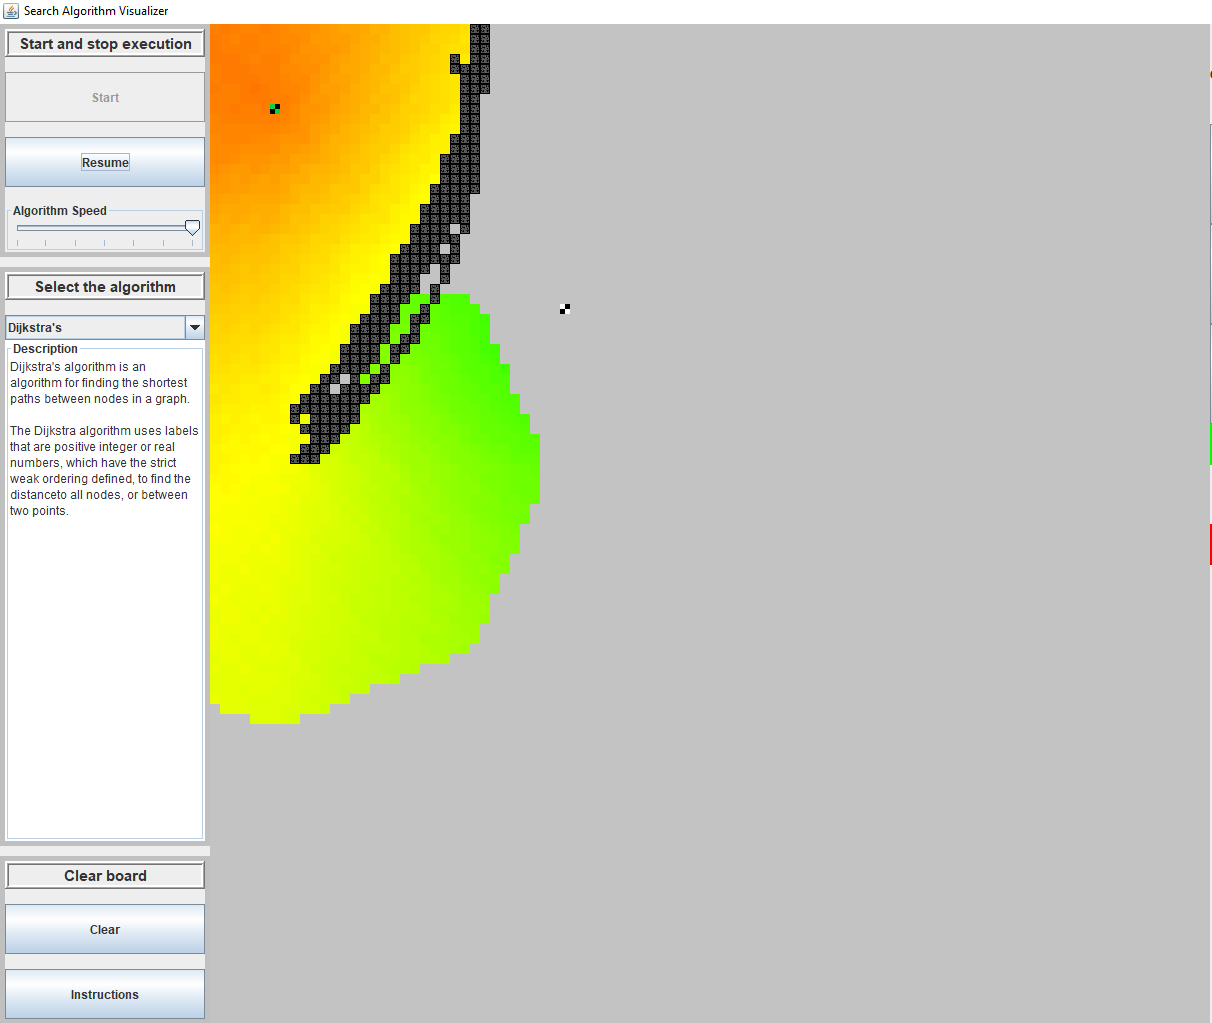 Search Algorithm Visualizer
Start and stop execution
Start
Resume
Algorithm Speed
Select the algorithm
Dijkstra's
Description
Dijkstra's algorithm is an
algorithm for finding the shortest
paths between nodes in a graph.
The Dijkstra algorithm uses labels
that are positive integer or real
numbers, which have the strict
weak ordering defined, to find the
distanceto all nodes, or between
two points.
Clear board
Clear
Instructions